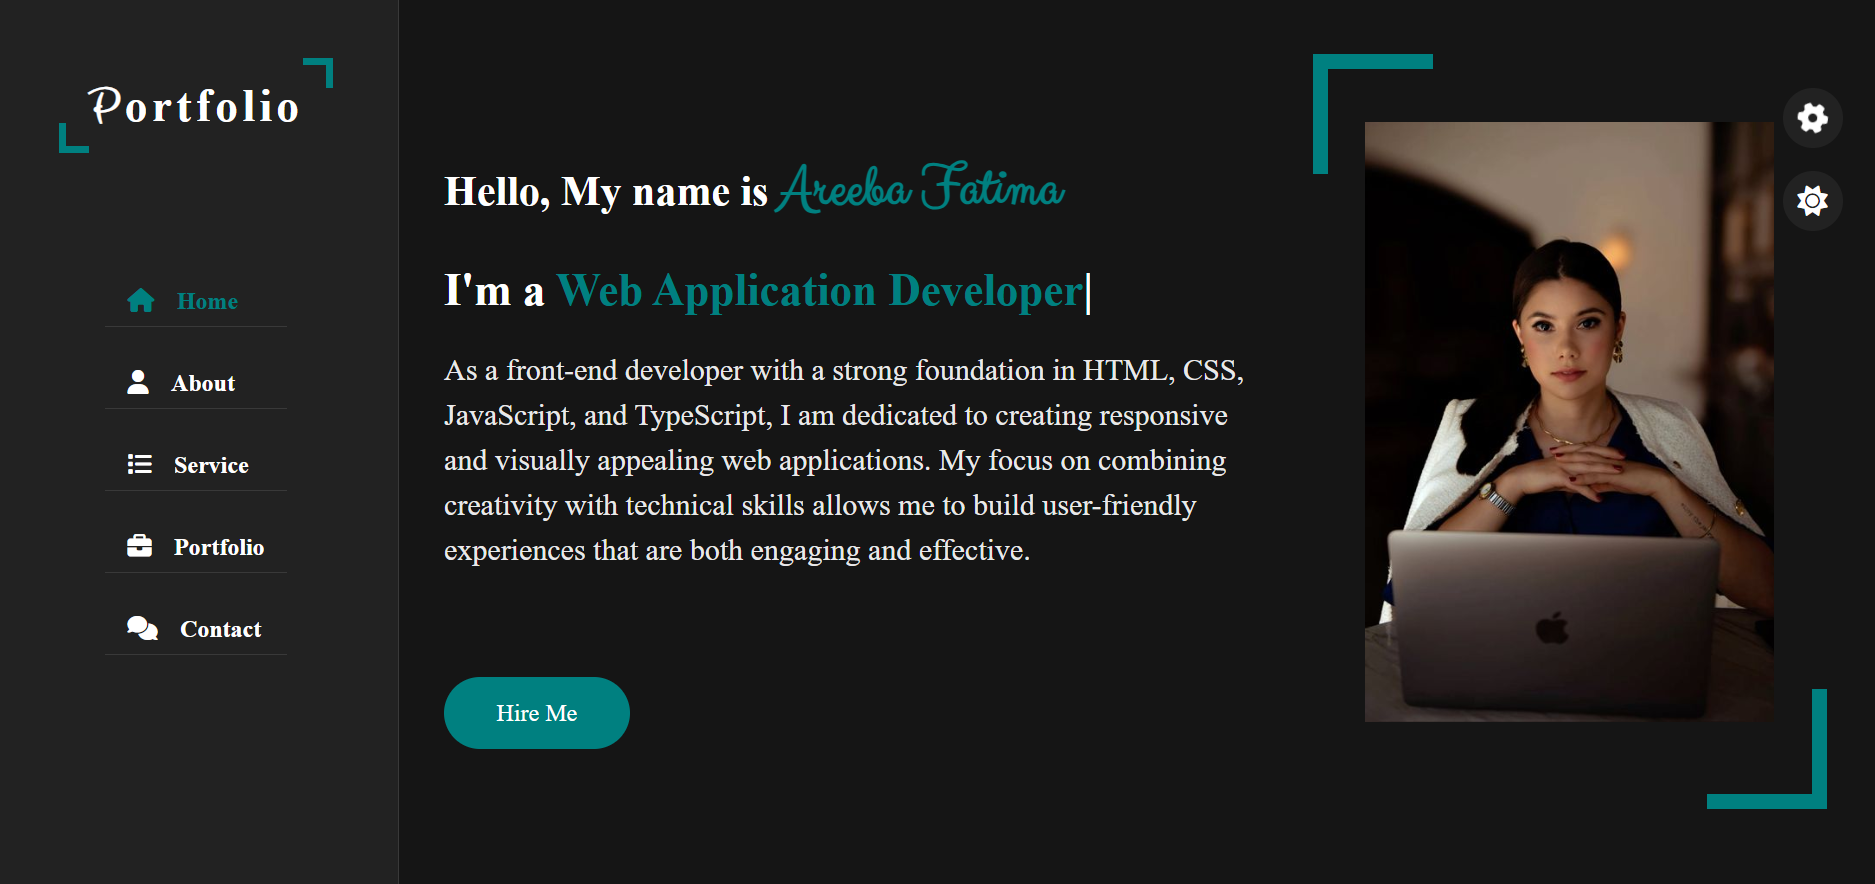 Portfolio
Home
About
Service
Portfolio
Contact
Hello, My name is Areeba Fatima
I'm a Web Application Developer|
As a front-end developer with a strong foundation in HTML, CSS,
JavaScript, and TypeScript, I am dedicated to creating responsive
and visually appealing web applications. My focus on combining
creativity with technical skills allows me to build user-friendly
experiences that are both engaging and effective.
Hire Me